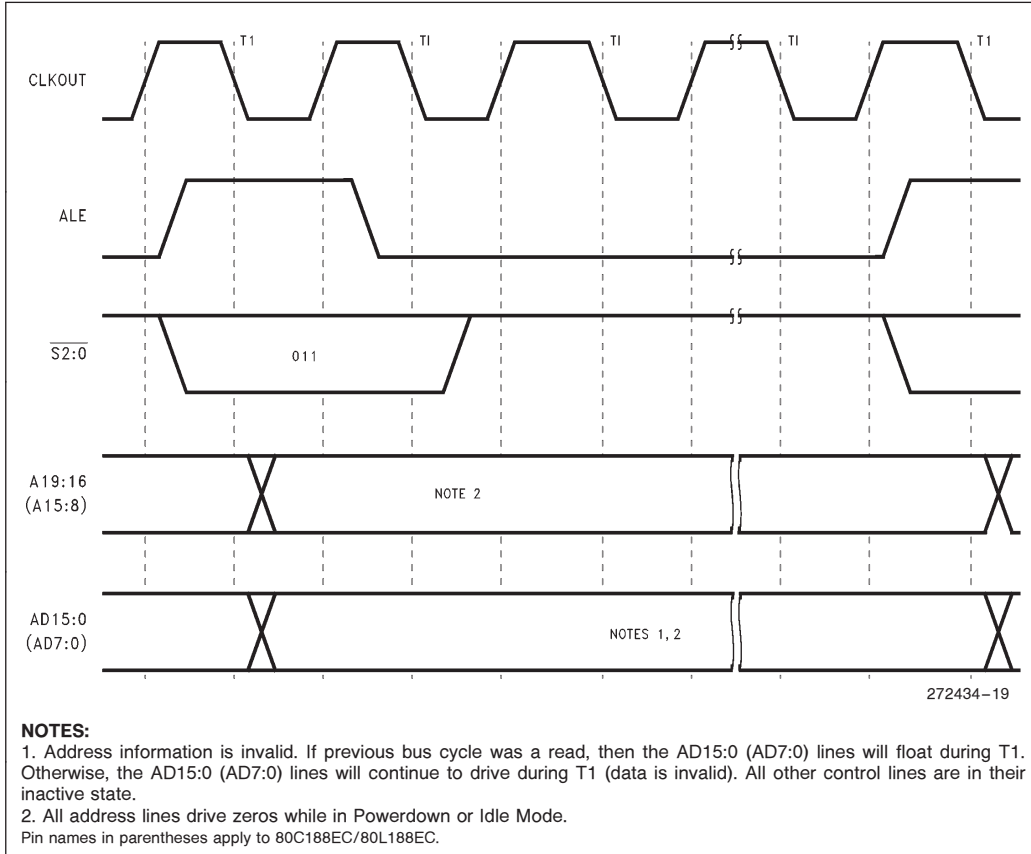 T1 TI TI TI T1
CLKOUT
ALE
S2:0
011
A19:16
(A15:8)
NOTE 2
AD15:0
(AD7:0)
NOTES 1,2
272434–19
NOTES:
1. Address information is invalid. If previous bus cycle was a read, then the AD15:0 (AD7:0) lines will float during T1.
Otherwise, the AD15:0 (AD7:0) lines will continue to drive during T1 (data is invalid). All other control lines are in their
inactive state.
2. All address lines drive zeros while in Powerdown or Idle Mode.
Pin names in parentheses apply to 80C188EC/80L188EC.